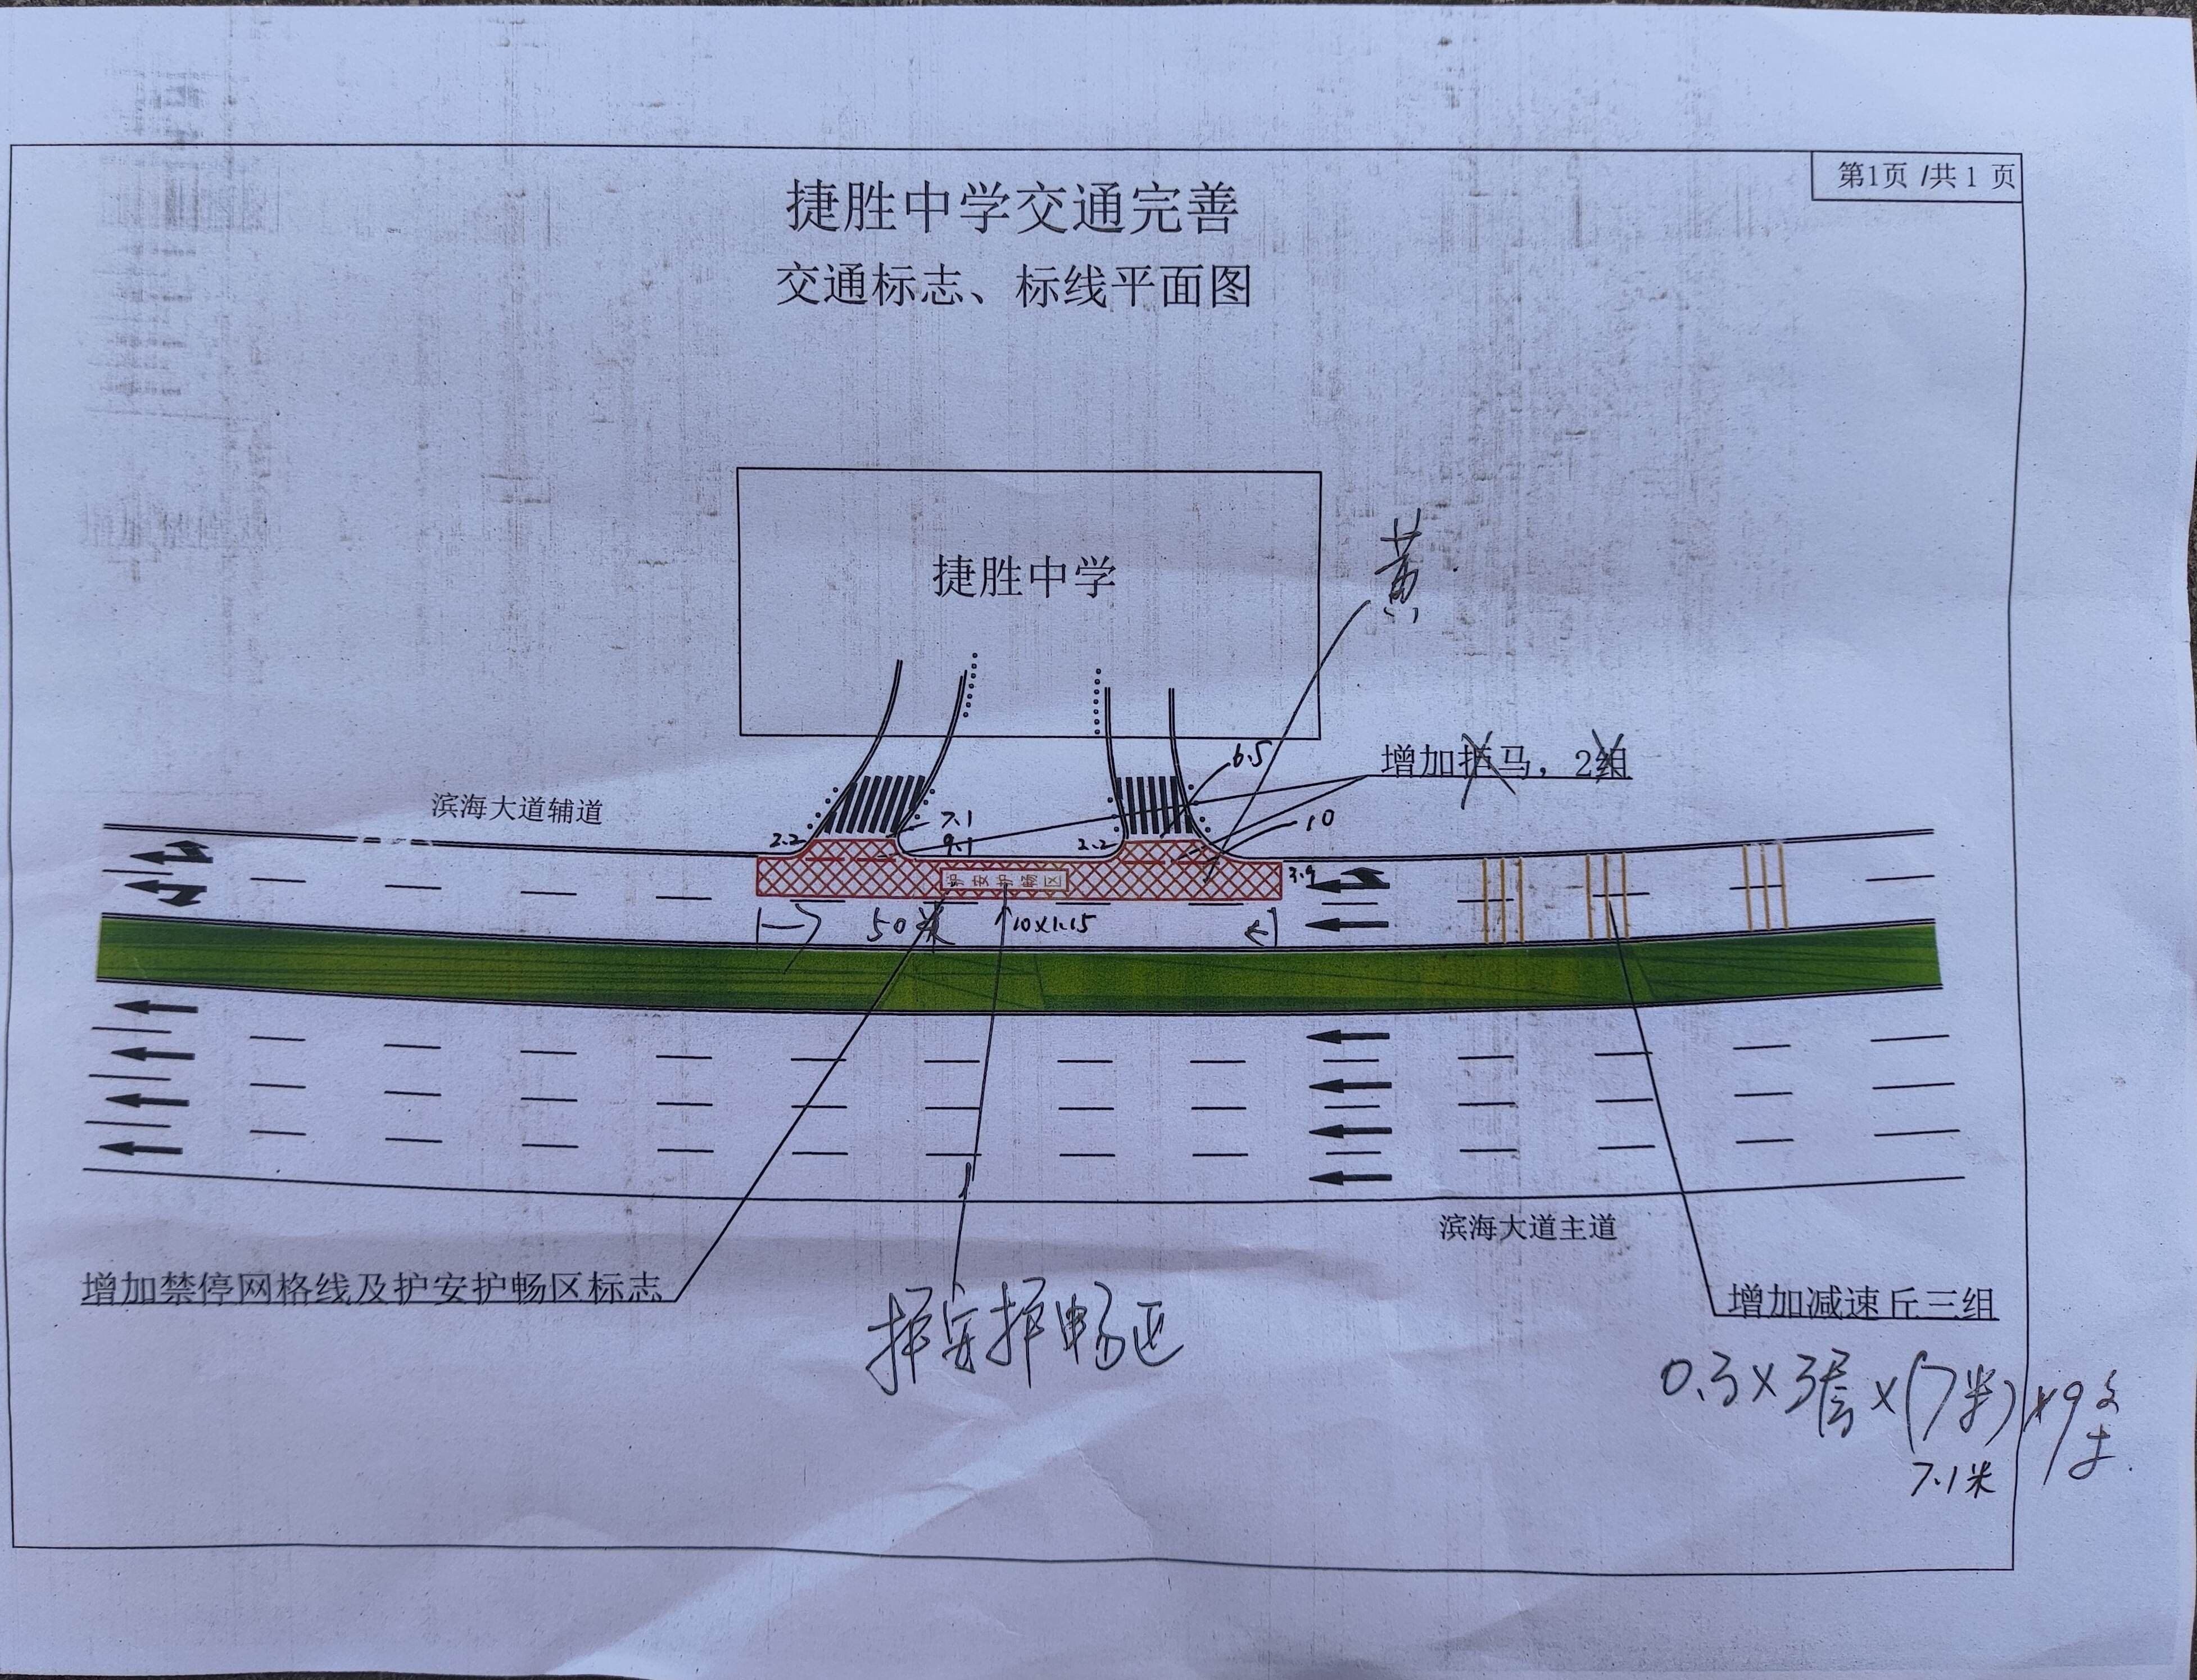 第1页 /共 1 页
捷胜中学交通完善
交通标志、标线平面图
捷胜中学
黄
6.5
增加拒马，2组
滨海大道辅道
7.1
10
2.2
9.1
2.2
护安护畅区
3.9
50米
10x1.15
滨海大道主道
增加禁停网格线及护安护畅区标志
护安护畅区
增加减速丘三组
0.3×3层×(7米)×9
7.1米